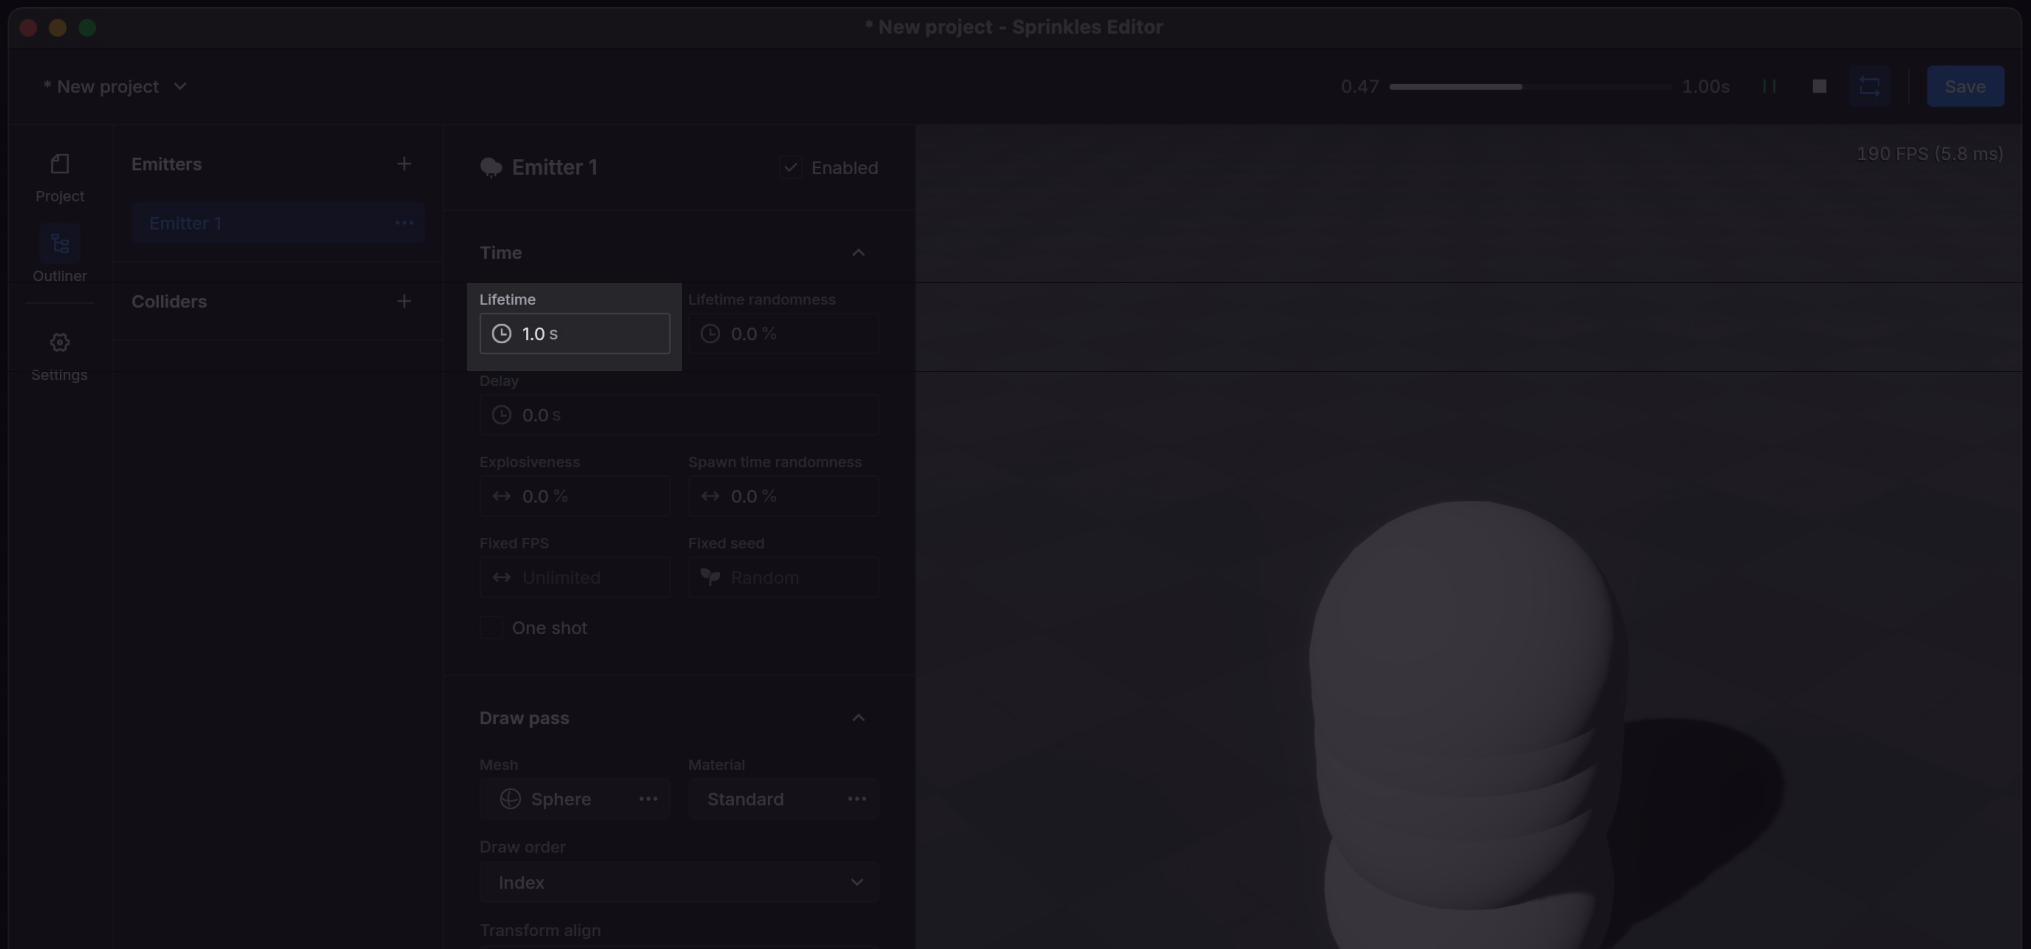 * New project - Sprinkles Editor
* New project
0.47
1.00s
Save
190 FPS (5.8 ms)
Project
Outliner
Settings
Emitters
Emitter 1
Colliders
Emitter 1
Enabled
Time
Lifetime
Lifetime randomness
1.0 s
0.0 %
Delay
0.0 s
Explosiveness
Spawn time randomness
0.0 %
0.0 %
Fixed FPS
Fixed seed
Unlimited
Random
One shot
Draw pass
Mesh
Material
Sphere
Standard
Draw order
Index
Transform align